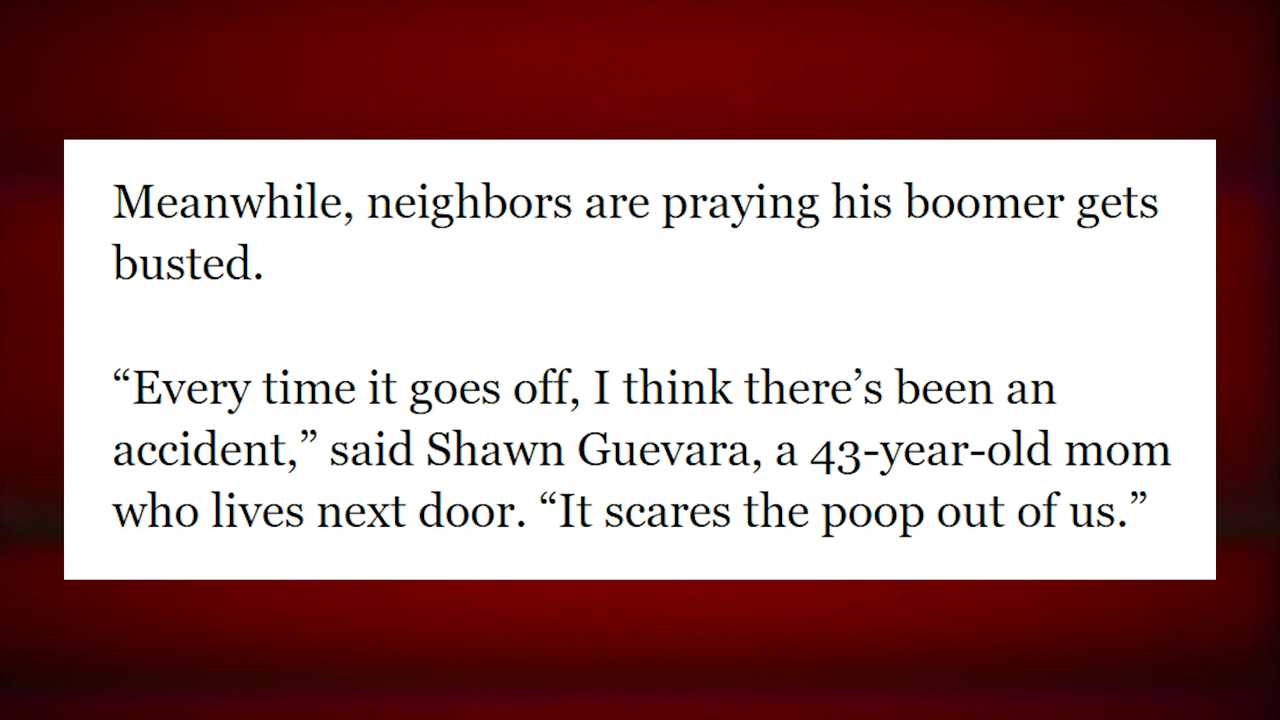 Meanwhile, neighbors are praying his boomer gets
busted.
“Every time it goes off, I think there’s been an
accident,” said Shawn Guevara, a 43-year-old mom
who lives next door. “It scares the poop out of us.”